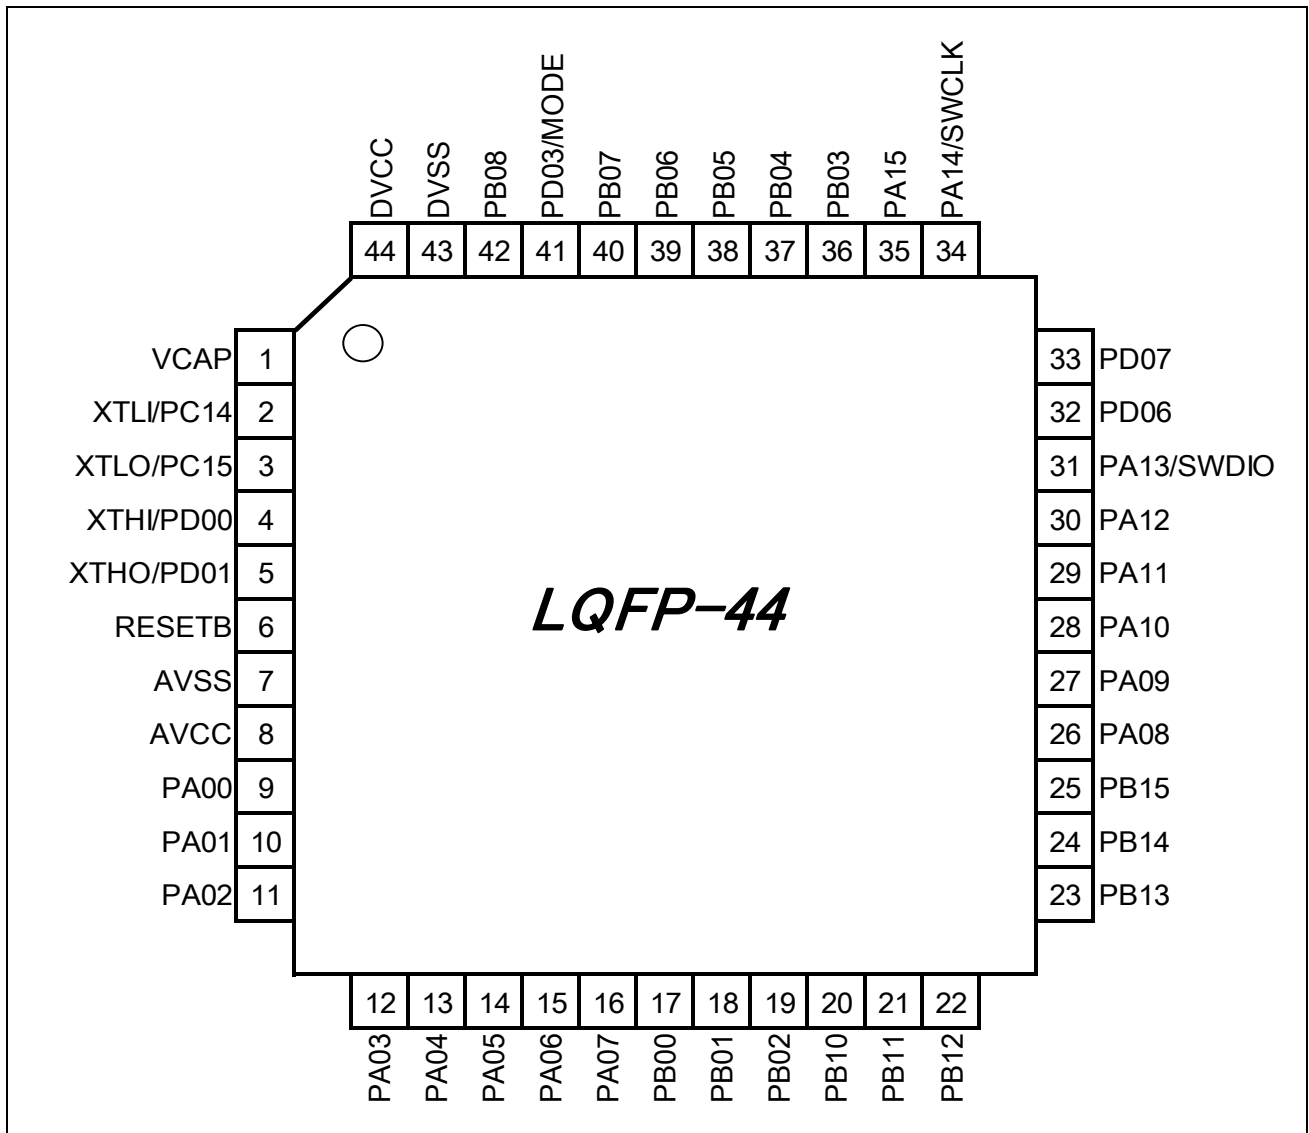 DVCC
DVSS
PB08
PD03/MODE
PB07
PB06
PB05
PB04
PB03
PA15
PA14/SWCLK
44 43 42 41 40 39 38 37 36 35 34
VCAP 1
XTLI/PC14 2
XTLO/PC15 3
XTHI/PD00 4
XTHO/PD01 5
RESETB 6
AVSS 7
AVCC 8
PA00 9
PA01 10
PA02 11
LQFP-44
33 PD07
32 PD06
31 PA13/SWDIO
30 PA12
29 PA11
28 PA10
27 PA09
26 PA08
25 PB15
24 PB14
23 PB13
12 13 14 15 16 17 18 19 20 21 22
PA03
PA04
PA05
PA06
PA07
PB00
PB01
PB02
PB10
PB11
PB12